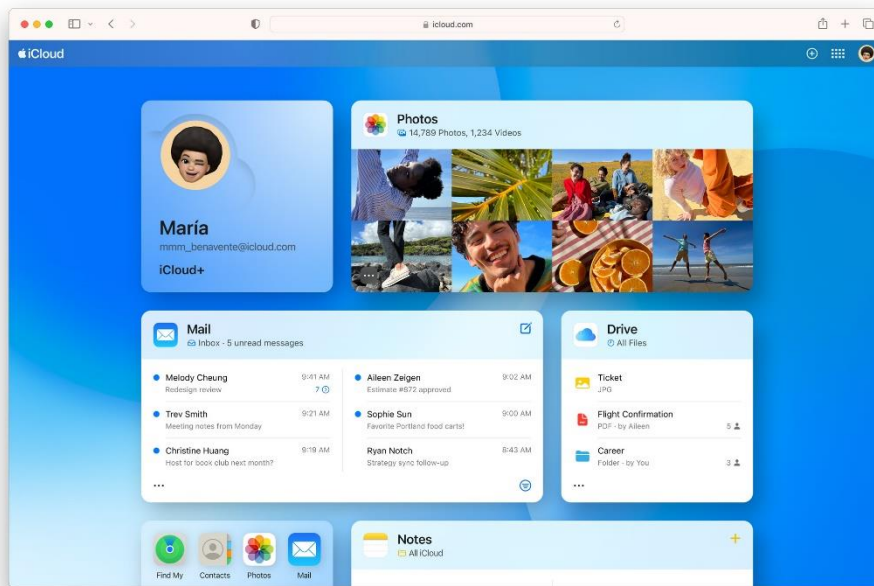 icloud.com
iCloud
María
mmm_benavente@icloud.com
iCloud+
Photos
14,789 Photos, 1,234 Videos
Mail
Inbox - 5 unread messages
Melody Cheung 9:41 AM
Redesign review 7
Trev Smith 9:21 AM
Meeting notes from Monday
Christine Huang 9:19 AM
Host for book club next month?
Aileen Zeigen 9:02 AM
Estimate #872 approved
Sophie Sun 9:00 AM
Favorite Portland food carts!
Ryan Notch 8:43 AM
Strategy sync follow-up
Drive
All Files
Ticket
JPG
Flight Confirmation
PDF - by Aileen 5
Career
Folder - by You 3
Find My
Contacts
Photos
Mail
Notes
All iCloud